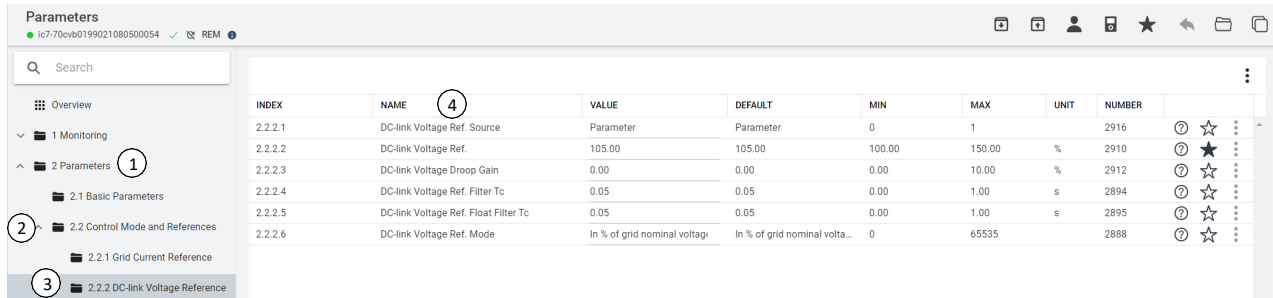 Parameters
ic7-70cvb0199021080500054 REM
Search
Overview
1 Monitoring
2 Parameters 1
2.1 Basic Parameters
2 2.2 Control Mode and References
2.2.1 Grid Current Reference
3 2.2.2 DC-link Voltage Reference
INDEX NAME 4 VALUE DEFAULT MIN MAX UNIT NUMBER
2.2.2.1 DC-link Voltage Ref. Source Parameter Parameter 0 1 2916
2.2.2.2 DC-link Voltage Ref. 105.00 105.00 100.00 150.00 % 2910
2.2.2.3 DC-link Voltage Droop Gain 0.00 0.00 0.00 10.00 % 2912
2.2.2.4 DC-link Voltage Ref. Filter Tc 0.05 0.05 0.00 1.00 s 2894
2.2.2.5 DC-link Voltage Ref. Float Filter Tc 0.05 0.05 0.00 1.00 s 2895
2.2.2.6 DC-link Voltage Ref. Mode In % of grid nominal voltage In % of grid nominal volta... 0 65535 2888